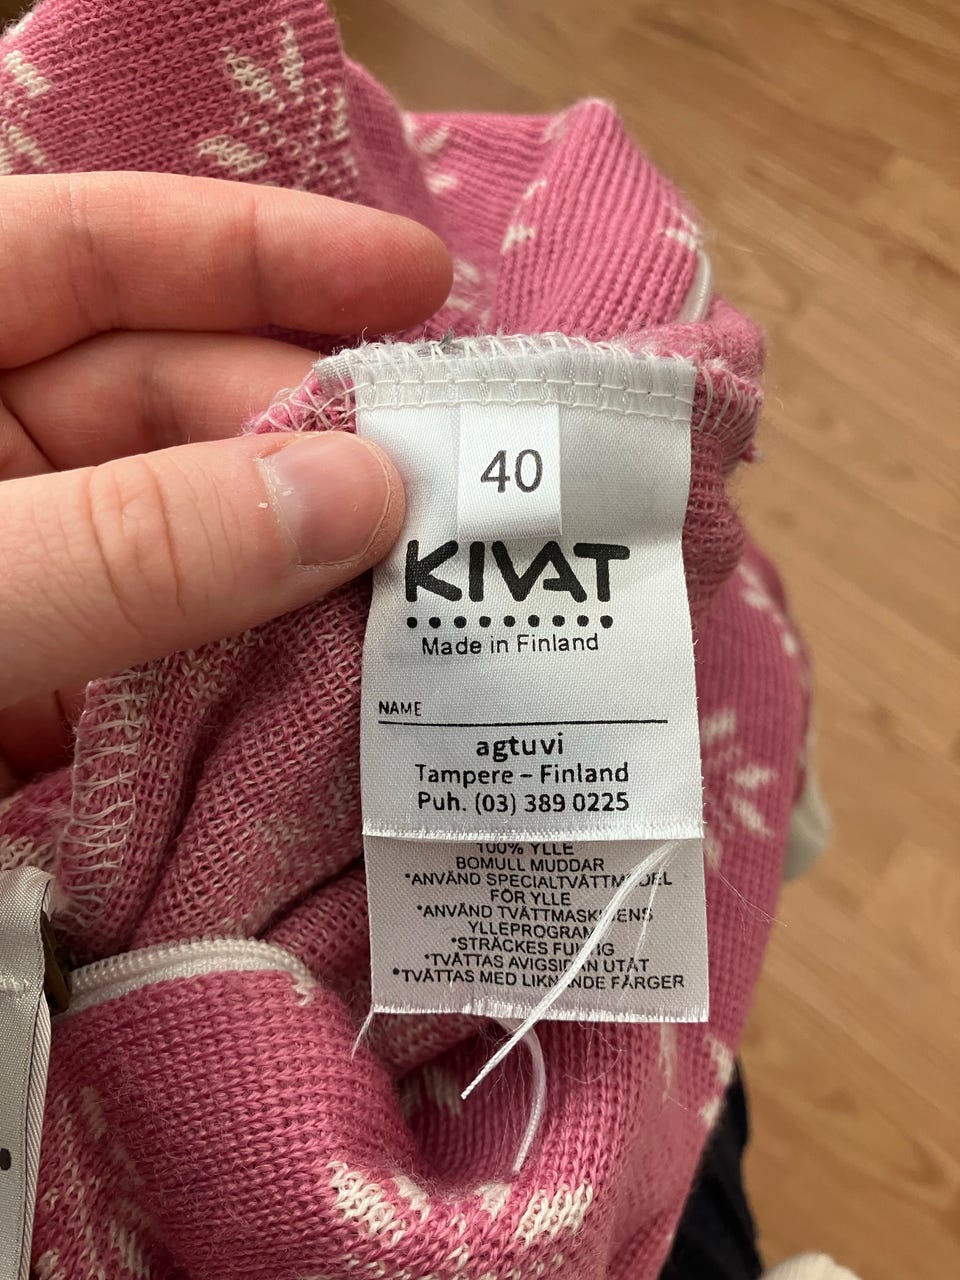 40
KIVAT
Made in Finland
NAME
agtuvi
Tampere – Finland
Puh. (03) 389 0225
100% YLLE
BOMULL MUDDAR
*ANVÄND SPECIALTVÄTTMEDEL
FÖR YLLE
*ANVÄND TVÄTTMASKINENS
YLLEPROGRAM
*STRÄCKES FUKTIG
*TVÄTTAS AVIGSIDAN UTÅT
*TVÄTTAS MED LIKNANDE FÄRGER